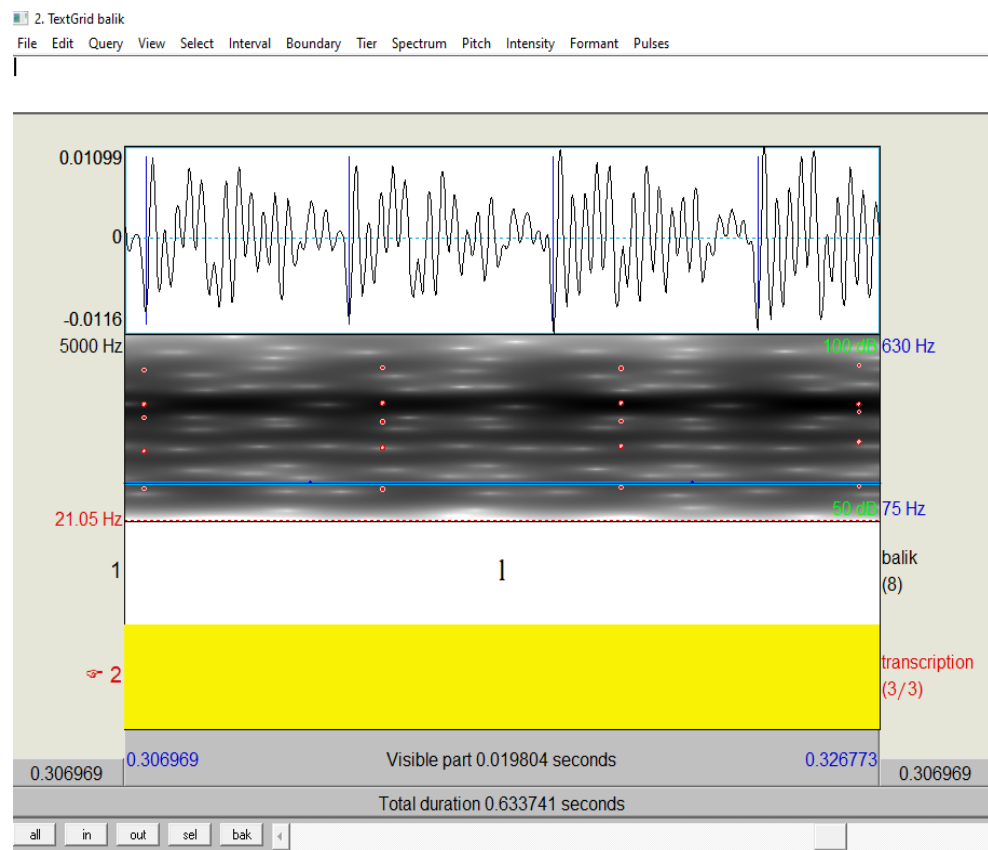 2. TextGrid balik
File Edit Query View Select Interval Boundary Tier Spectrum Pitch Intensity Formant Pulses
0.01099
0
-0.0116
5000 Hz 100 dB 630 Hz
21.05 Hz 50 dB 75 Hz
1 l balik
(8)
☞ 2 transcription
(3/3)
0.306969 Visible part 0.019804 seconds 0.326773
0.306969 0.306969
Total duration 0.633741 seconds
all in out sel bak